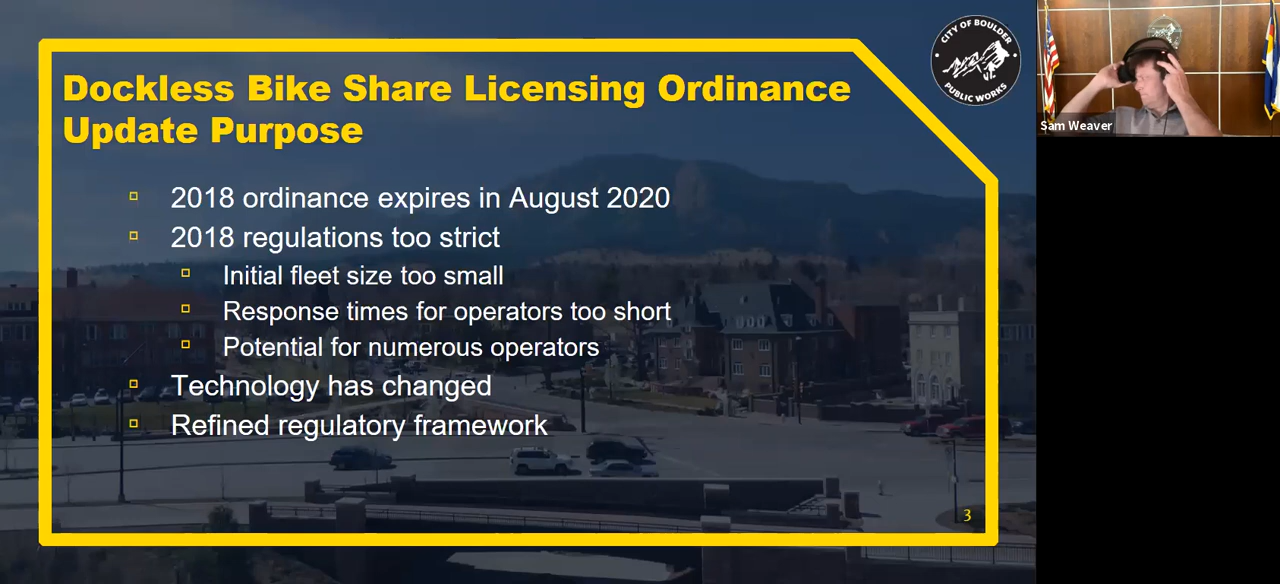 Dockless Bike Share Licensing Ordinance
Update Purpose
2018 ordinance expires in August 2020
2018 regulations too strict
Initial fleet size too small
Response times for operators too short
Potential for numerous operators
Technology has changed
Refined regulatory framework
3
CITY OF BOULDER
PUBLIC WORKS
Sam Weaver